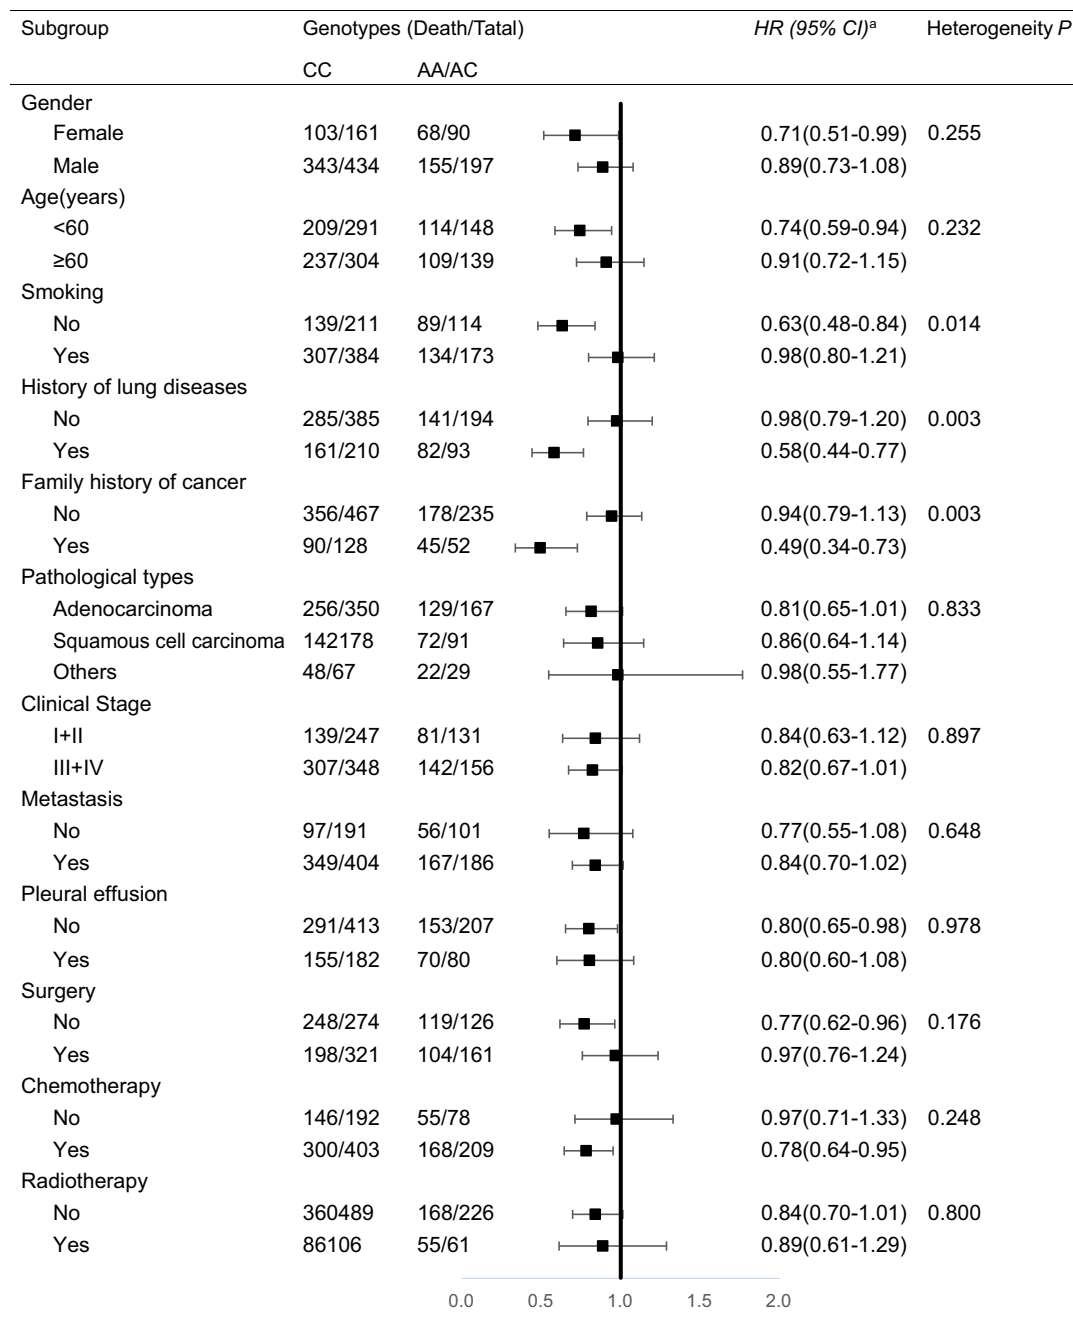 Subgroup Genotypes (Death/Tatal) HR (95% CI)a Heterogeneity P
CC AA/AC
Gender
Female 103/161 68/90 0.71(0.51-0.99) 0.255
Male 343/434 155/197 0.89(0.73-1.08)
Age(years)
<60 209/291 114/148 0.74(0.59-0.94) 0.232
≥60 237/304 109/139 0.91(0.72-1.15)
Smoking
No 139/211 89/114 0.63(0.48-0.84) 0.014
Yes 307/384 134/173 0.98(0.80-1.21)
History of lung diseases
No 285/385 141/194 0.98(0.79-1.20) 0.003
Yes 161/210 82/93 0.58(0.44-0.77)
Family history of cancer
No 356/467 178/235 0.94(0.79-1.13) 0.003
Yes 90/128 45/52 0.49(0.34-0.73)
Pathological types
Adenocarcinoma 256/350 129/167 0.81(0.65-1.01) 0.833
Squamous cell carcinoma 142178 72/91 0.86(0.64-1.14)
Others 48/67 22/29 0.98(0.55-1.77)
Clinical Stage
I+II 139/247 81/131 0.84(0.63-1.12) 0.897
III+IV 307/348 142/156 0.82(0.67-1.01)
Metastasis
No 97/191 56/101 0.77(0.55-1.08) 0.648
Yes 349/404 167/186 0.84(0.70-1.02)
Pleural effusion
No 291/413 153/207 0.80(0.65-0.98) 0.978
Yes 155/182 70/80 0.80(0.60-1.08)
Surgery
No 248/274 119/126 0.77(0.62-0.96) 0.176
Yes 198/321 104/161 0.97(0.76-1.24)
Chemotherapy
No 146/192 55/78 0.97(0.71-1.33) 0.248
Yes 300/403 168/209 0.78(0.64-0.95)
Radiotherapy
No 360489 168/226 0.84(0.70-1.01) 0.800
Yes 86106 55/61 0.89(0.61-1.29)
0.0 0.5 1.0 1.5 2.0